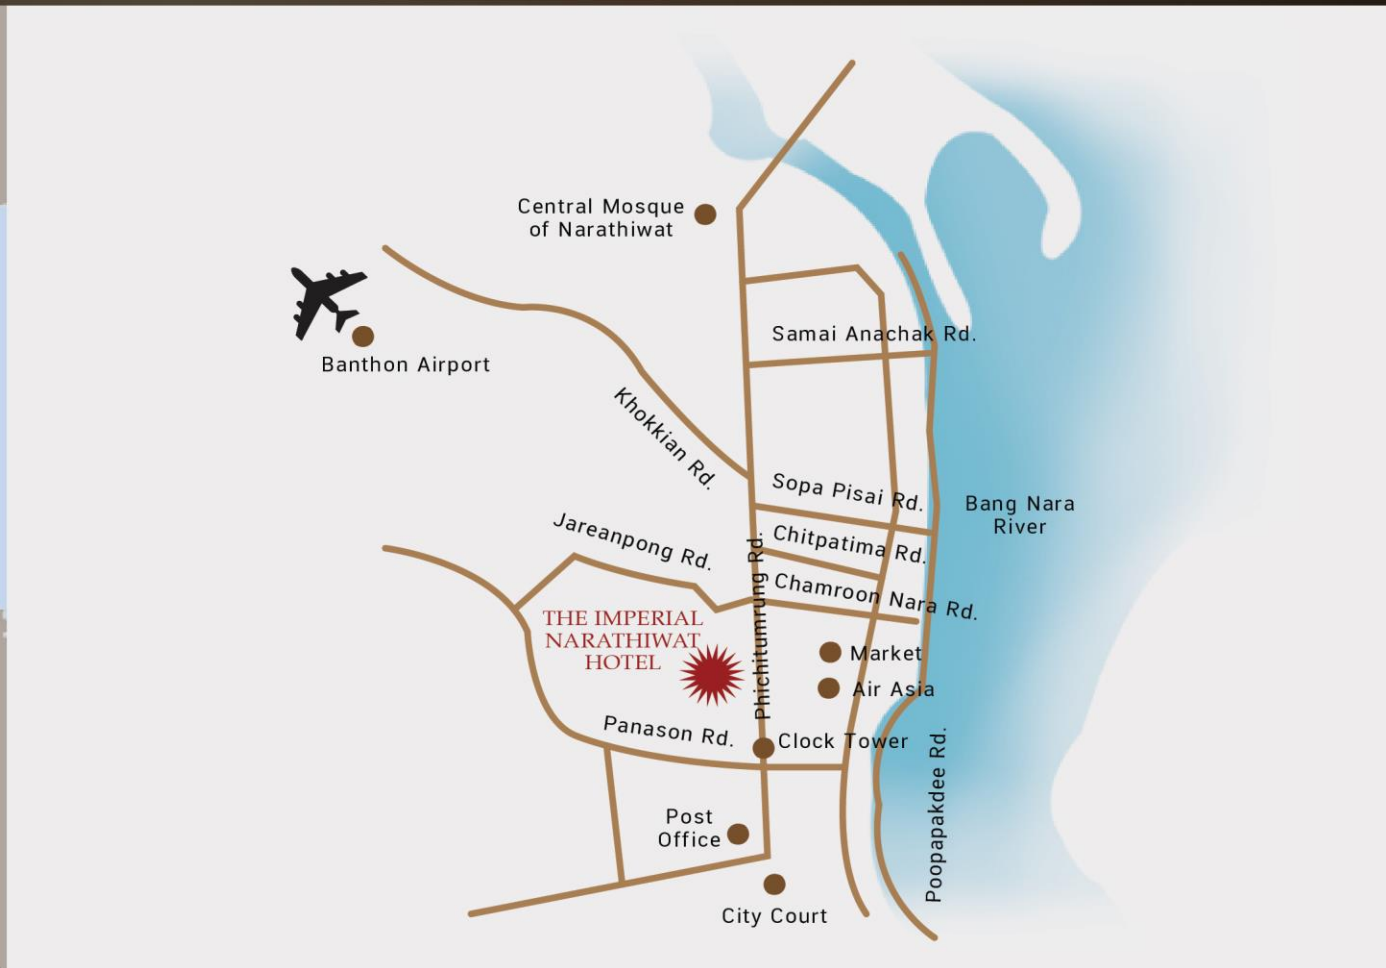 Central Mosque
of Narathiwat
Banthon Airport
Samai Anachak Rd.
Khokkian Rd.
Sopa Pisai Rd.
Bang Nara
River
Jareanpong Rd.
Chitpatima Rd.
Phichitumrung Rd.
Chamroon Nara Rd.
THE IMPERIAL
NARATHIWAT
HOTEL
Market
Air Asia
Panason Rd.
Clock Tower
Poopapakdee Rd.
Post
Office
City Court